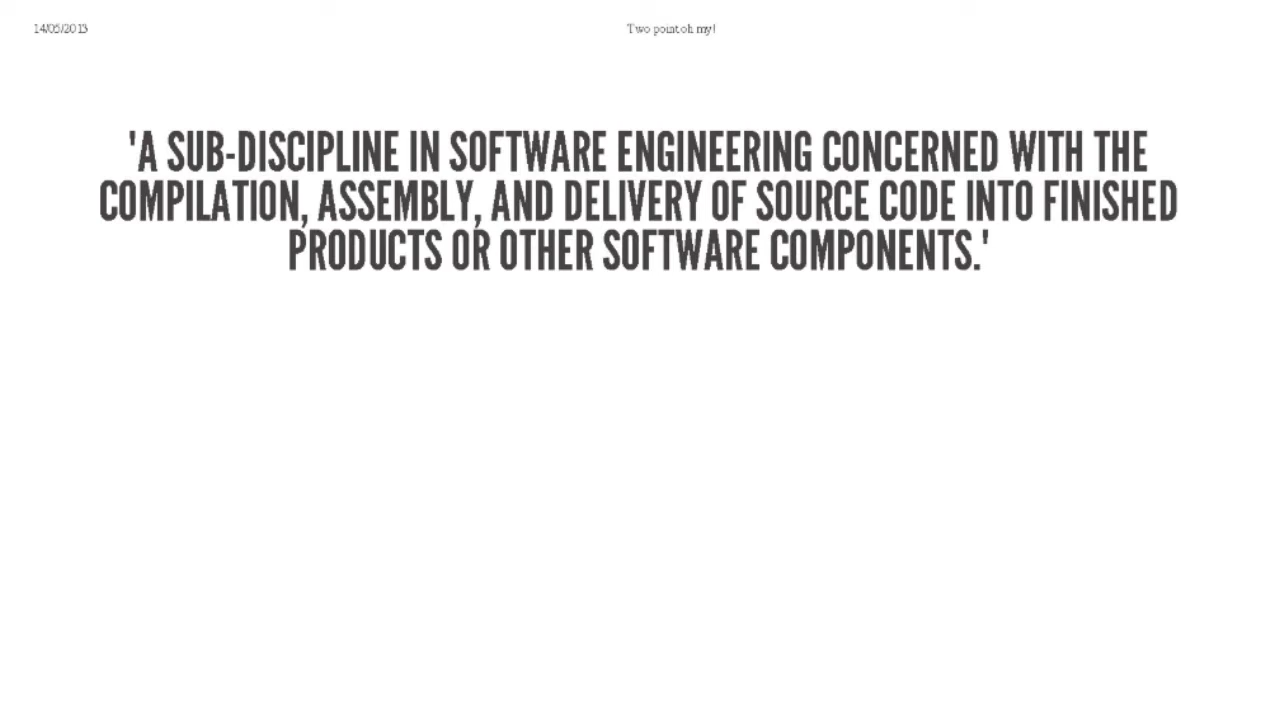 14/05/2013
Two point oh my!
'A SUB-DISCIPLINE IN SOFTWARE ENGINEERING CONCERNED WITH THE
COMPILATION, ASSEMBLY, AND DELIVERY OF SOURCE CODE INTO FINISHED
PRODUCTS OR OTHER SOFTWARE COMPONENTS.'